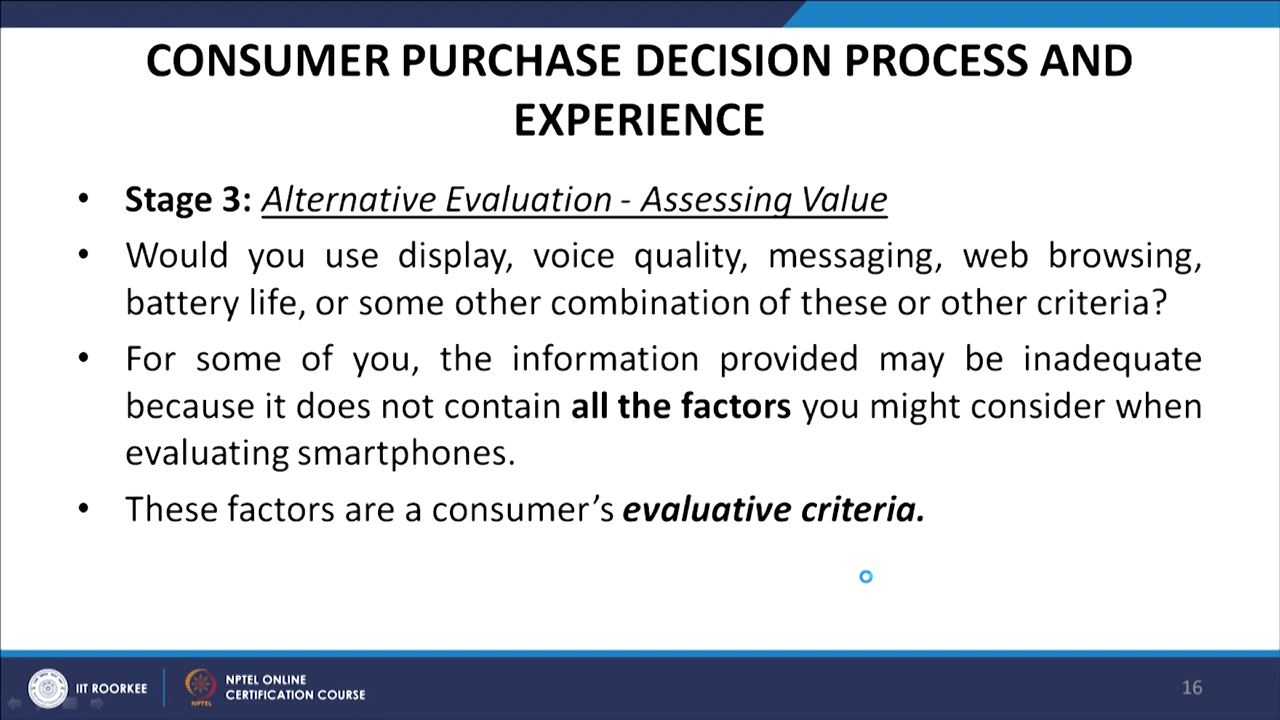 CONSUMER PURCHASE DECISION PROCESS AND
EXPERIENCE
• Stage 3: Alternative Evaluation - Assessing Value
• Would you use display, voice quality, messaging, web browsing,
battery life, or some other combination of these or other criteria?
• For some of you, the information provided may be inadequate
because it does not contain all the factors you might consider when
evaluating smartphones.
• These factors are a consumer’s evaluative criteria.
IIT ROORKEE
NPTEL
NPTEL ONLINE
CERTIFICATION COURSE
16